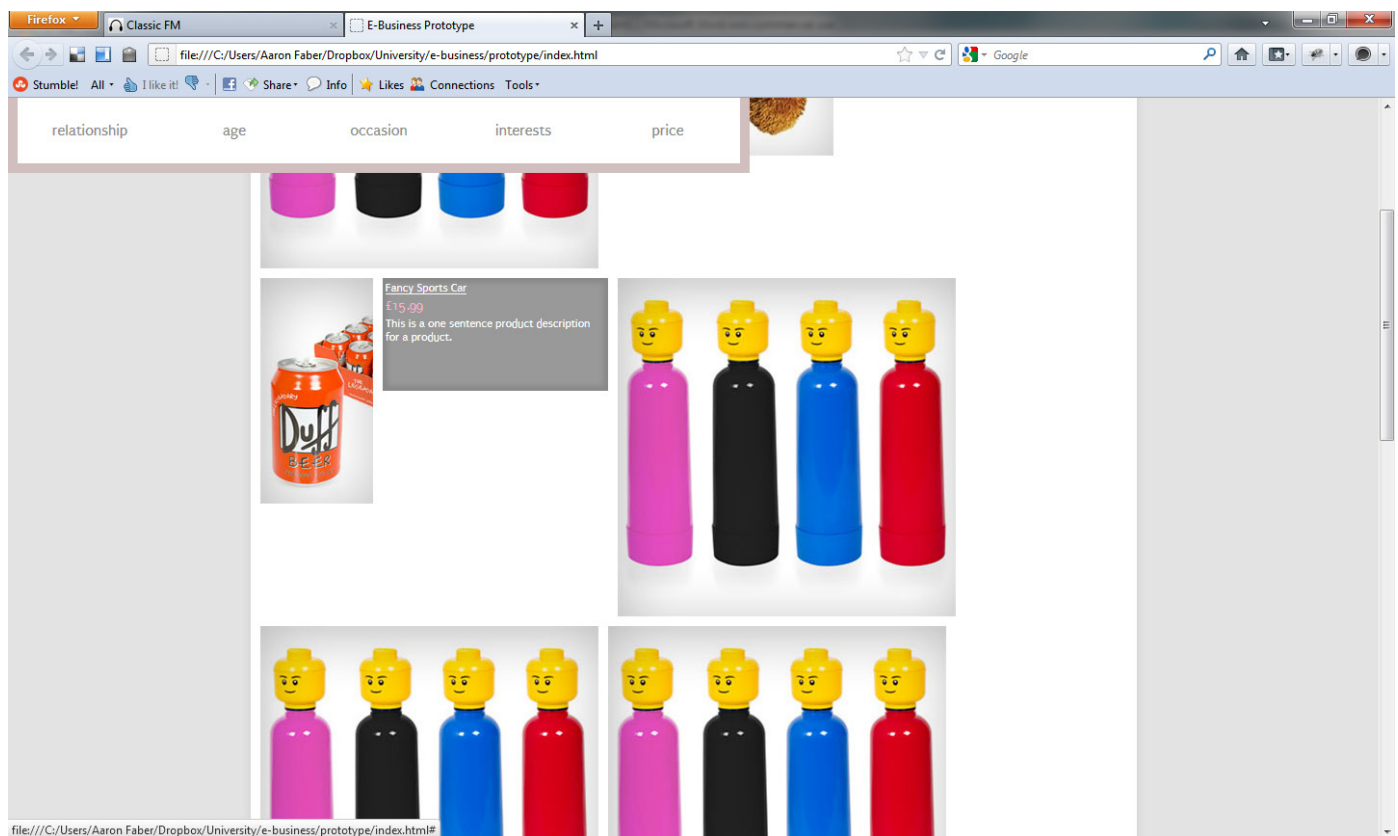 Firefox
Classic FM
E-Business Prototype
file:///C:/Users/Aaron Faber/Dropbox/University/e-business/prototype/index.html
Google
Stumble! All I like it! Share Info Likes Connections Tools
relationship age occasion interests price
Fancy Sports Car
£15.99
This is a one sentence product description
for a product.
Duff
BEER
file:///C:/Users/Aaron Faber/Dropbox/University/e-business/prototype/index.html#